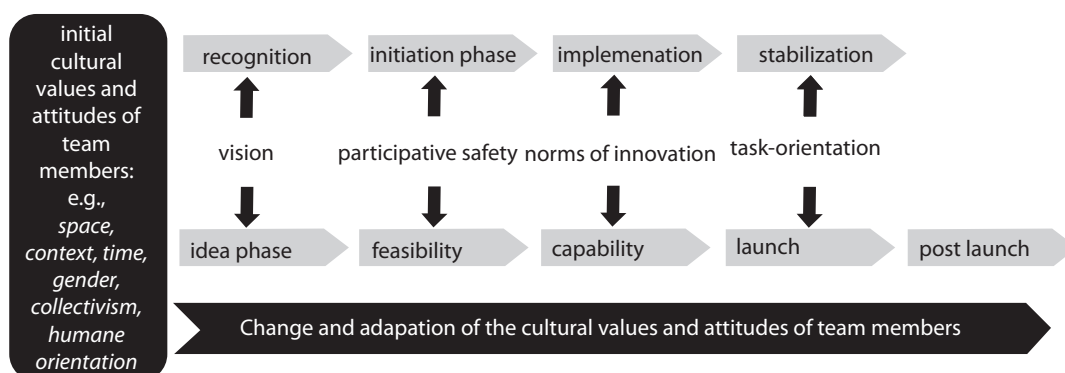 initial
cultural
values and
attitudes of
team
members:
e.g.,
space,
context, time,
gender,
collectivism,
humane
orientation
recognition
initiation phase
implemenation
stabilization
vision
participative safety
norms of innovation
task-orientation
idea phase
feasibility
capability
launch
post launch
Change and adapation of the cultural values and attitudes of team members